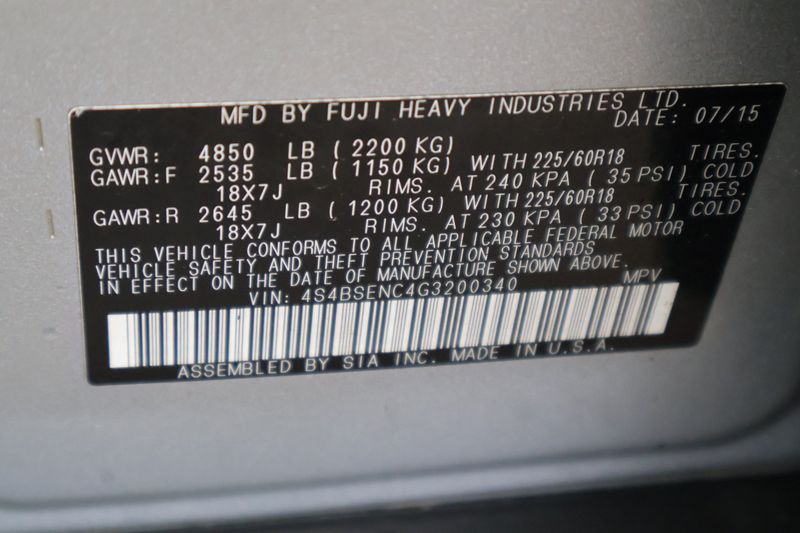 MFD BY FUJI HEAVY INDUSTRIES LTD.
DATE: 07/15
GVWR: 4850 LB ( 2200 KG)
GAWR:F 2535 LB ( 1150 KG) WITH 225/60R18 TIRES.
18X7J RIMS. AT 240 KPA ( 35 PSI) COLD
GAWR:R 2645 LB ( 1200 KG) WITH 225/60R18 TIRES.
18X7J RIMS. AT 230 KPA ( 33 PSI) COLD
THIS VEHICLE CONFORMS TO ALL APPLICABLE FEDERAL MOTOR
VEHICLE SAFETY AND THEFT PREVENTION STANDARDS
IN EFFECT ON THE DATE OF MANUFACTURE SHOWN ABOVE.
VIN: 4S4BSENC4G3200340 MPV
ASSEMBLED BY SIA INC. MADE IN U.S.A.